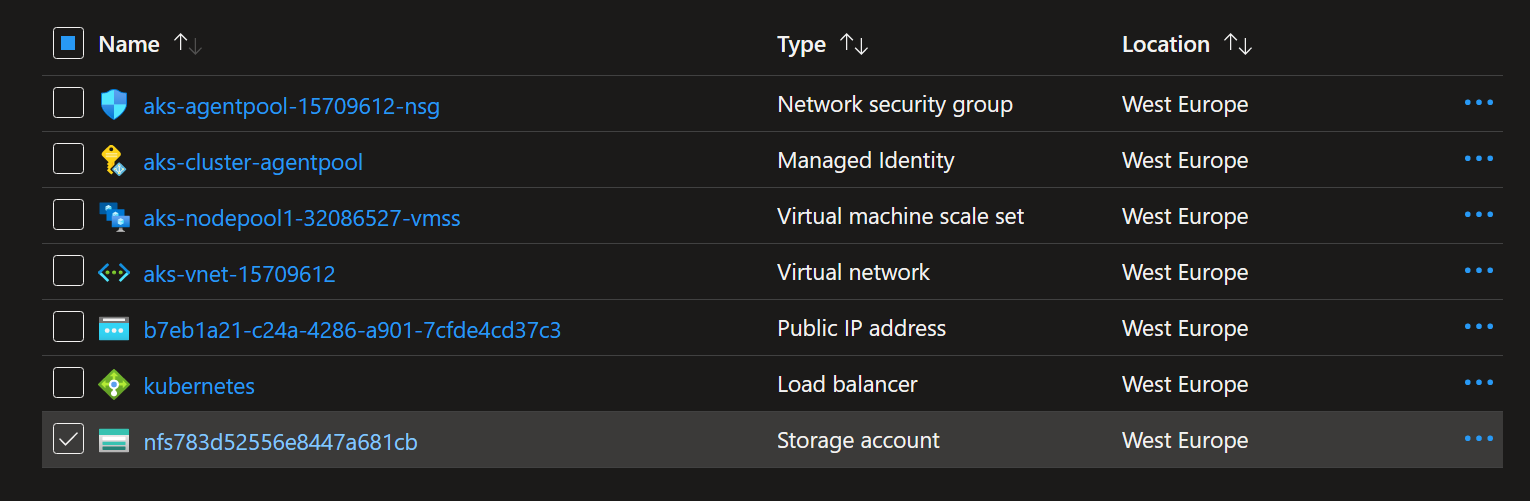 Name Type Location
aks-agentpool-15709612-nsg Network security group West Europe
aks-cluster-agentpool Managed Identity West Europe
aks-nodepool1-32086527-vmss Virtual machine scale set West Europe
aks-vnet-15709612 Virtual network West Europe
b7eb1a21-c24a-4286-a901-7cfde4cd37c3 Public IP address West Europe
kubernetes Load balancer West Europe
nfs783d52556e8447a681cb Storage account West Europe